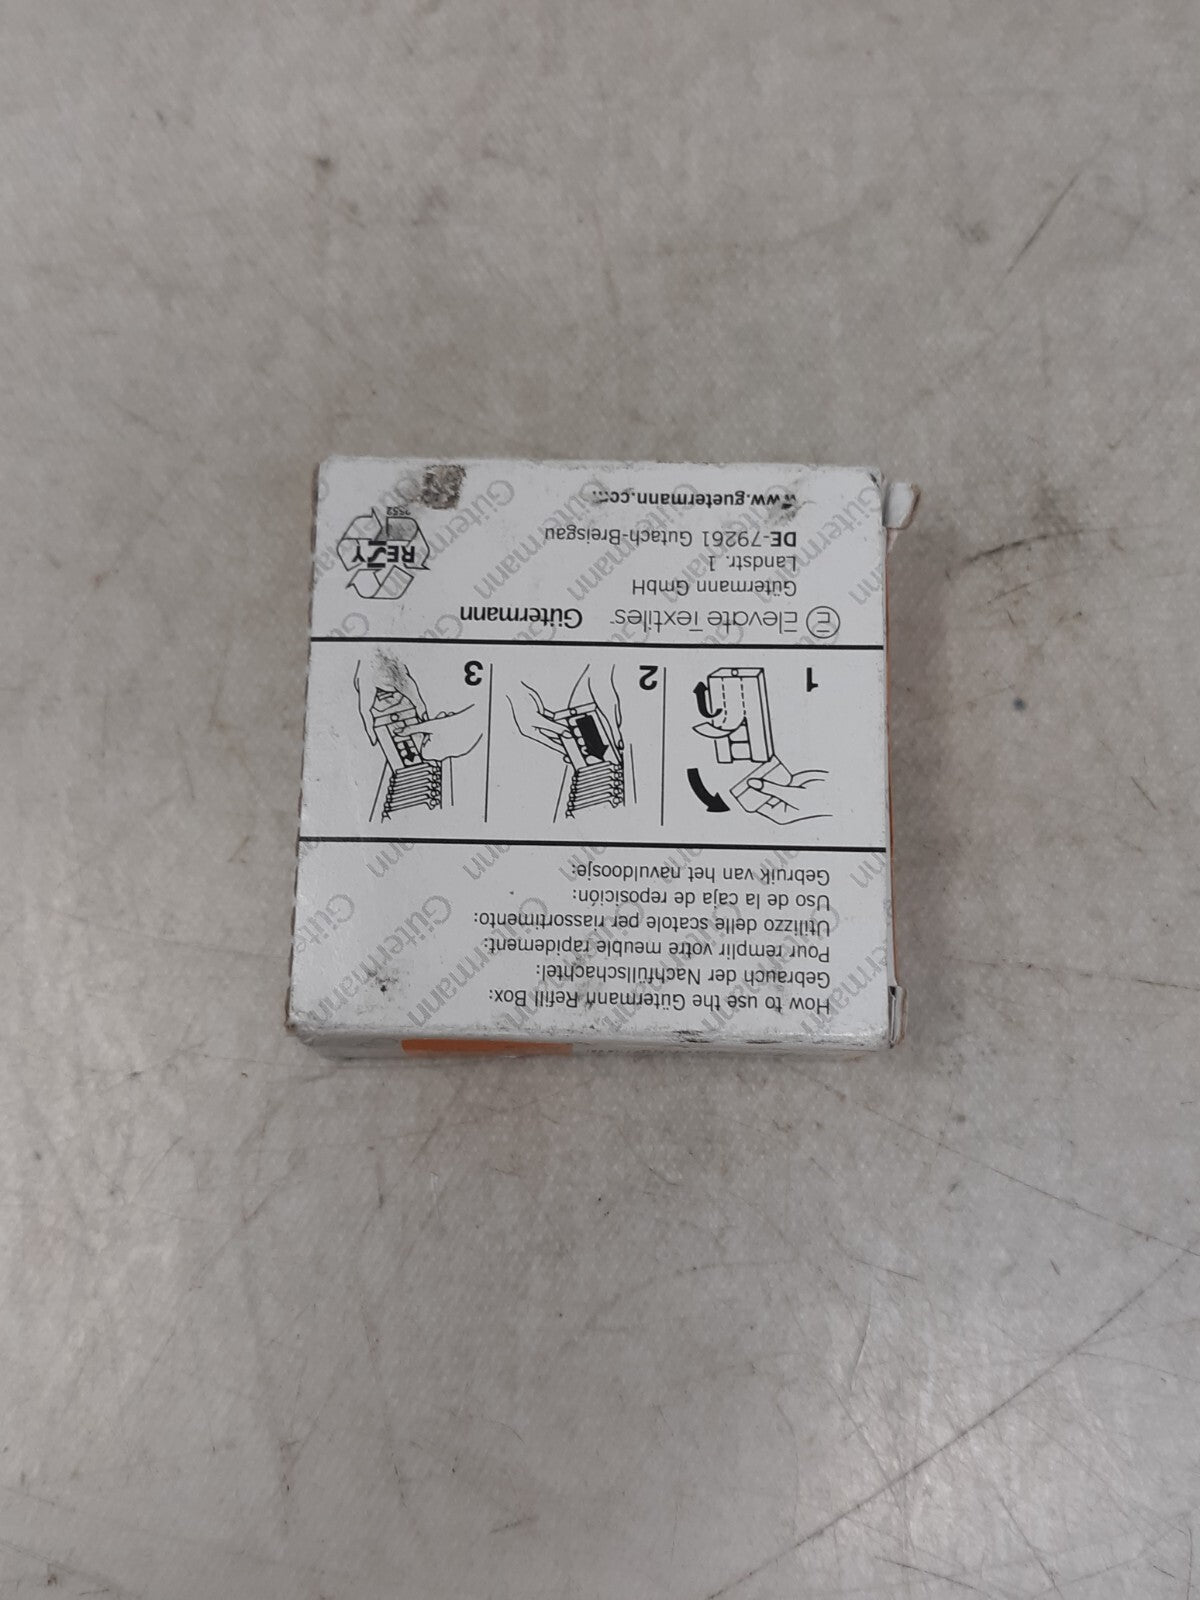 How to use the Gütermann Refill Box:
Gebrauch der Nachfüllschachtel:
Pour remplir votre meuble rapidement:
Utilizzo delle scatole per riassortimento:
Uso de la caja de reposición:
Gebruik van het navuldoosje:
1
2
3
E Elevate Textiles™ Gütermann
Gütermann GmbH
Landstr. 1
DE-79261 Gutach-Breisgau
www.guetermann.com
RESY